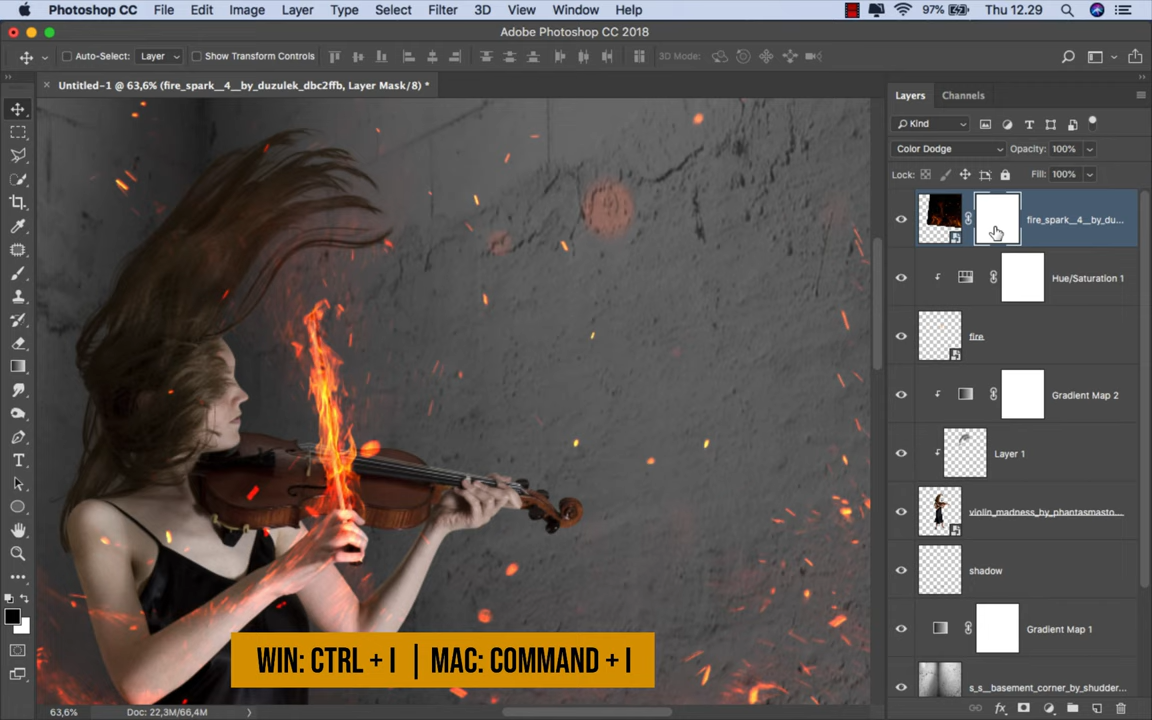 Photoshop CC File Edit Image Layer Type Select Filter 3D View Window Help 97% Thu 12.29
Adobe Photoshop CC 2018
Auto-Select: Layer Show Transform Controls 3D Mode:
× Untitled-1 @ 63,6% (fire_spark__4__by_duzulek_dbc2ffb, Layer Mask/8) *
Layers Channels
Kind
Color Dodge Opacity: 100%
Lock: Fill: 100%
fire_spark__4__by_du...
Hue/Saturation 1
fire
Gradient Map 2
Layer 1
violin_madness_by_phantasmasto...
shadow
Gradient Map 1
s_s__basement_corner_by_shudder...
WIN: CTRL + I | MAC: COMMAND + I
63,6% Doc: 22,3M/66,4M